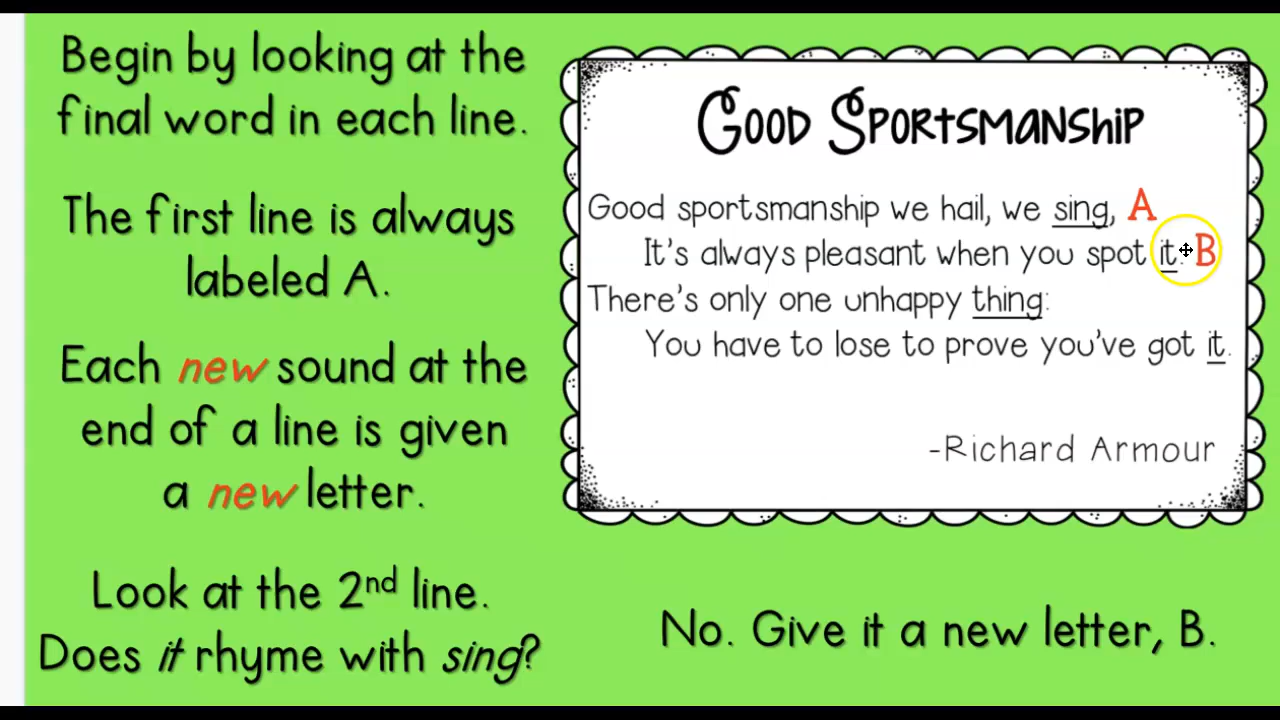 Begin by looking at the
final word in each line.
The first line is always
labeled A.
Each new sound at the
end of a line is given
a new letter.
Look at the 2nd line.
Does it rhyme with sing?
Good Sportsmanship
Good sportsmanship we hail, we sing, A
It's always pleasant when you spot it. B
There's only one unhappy thing:
You have to lose to prove you've got it.
-Richard Armour
No. Give it a new letter, B.